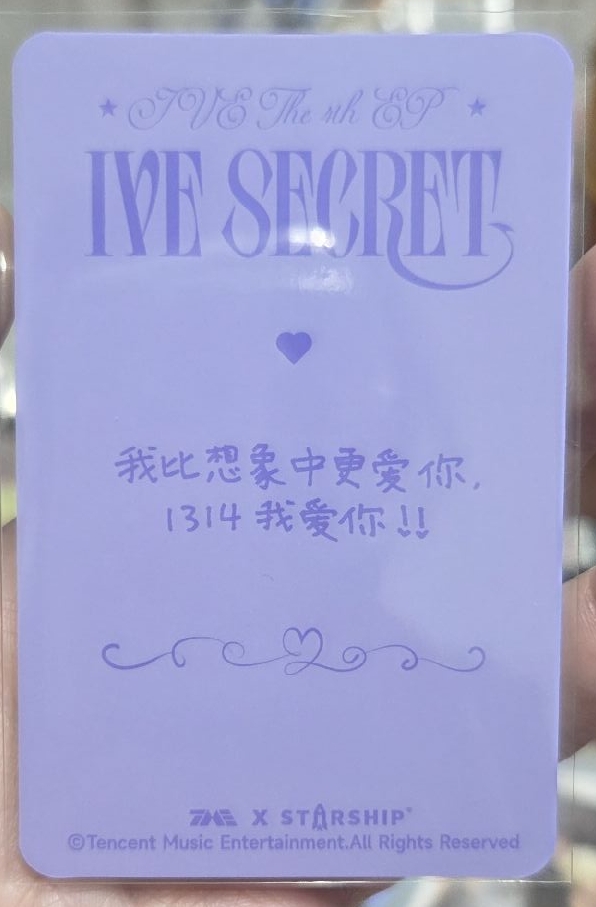 IVE The 4th EP
IVE SECRET
我比想象中更爱你,
1314 我爱你!!
TME X STARSHIP
©Tencent Music Entertainment.All Rights Reserved